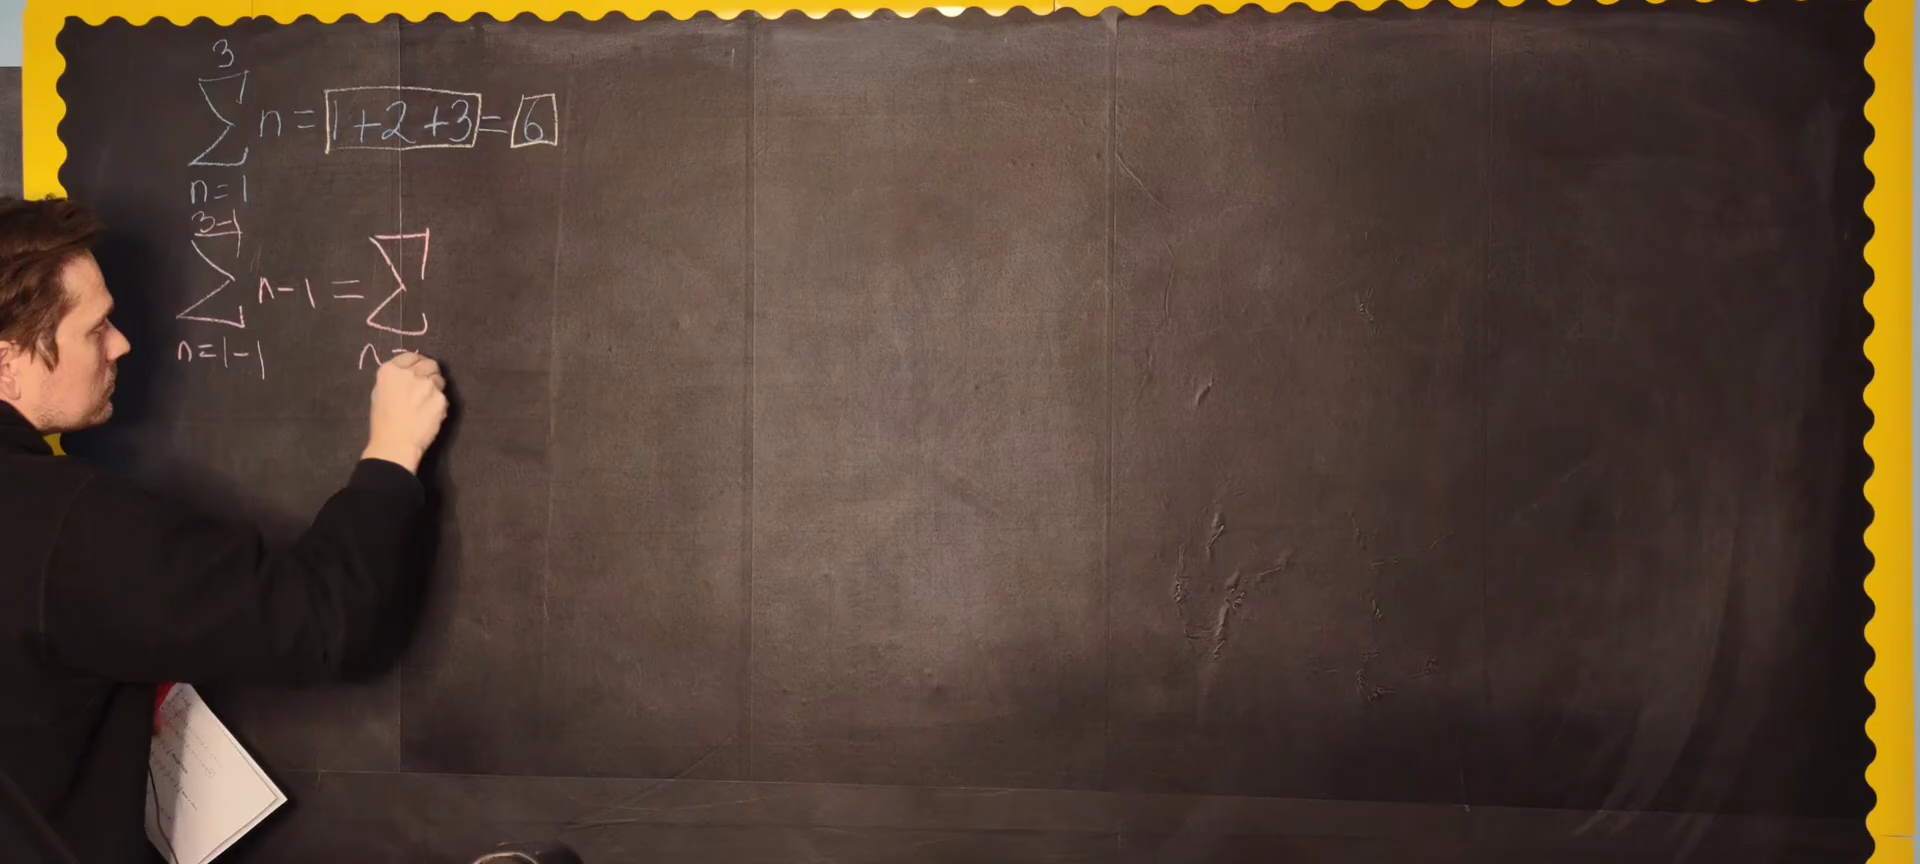 3
∑ n = 1+2+3 = 6
n=1
3-1
∑ n-1 = ∑
n=1-1 n=